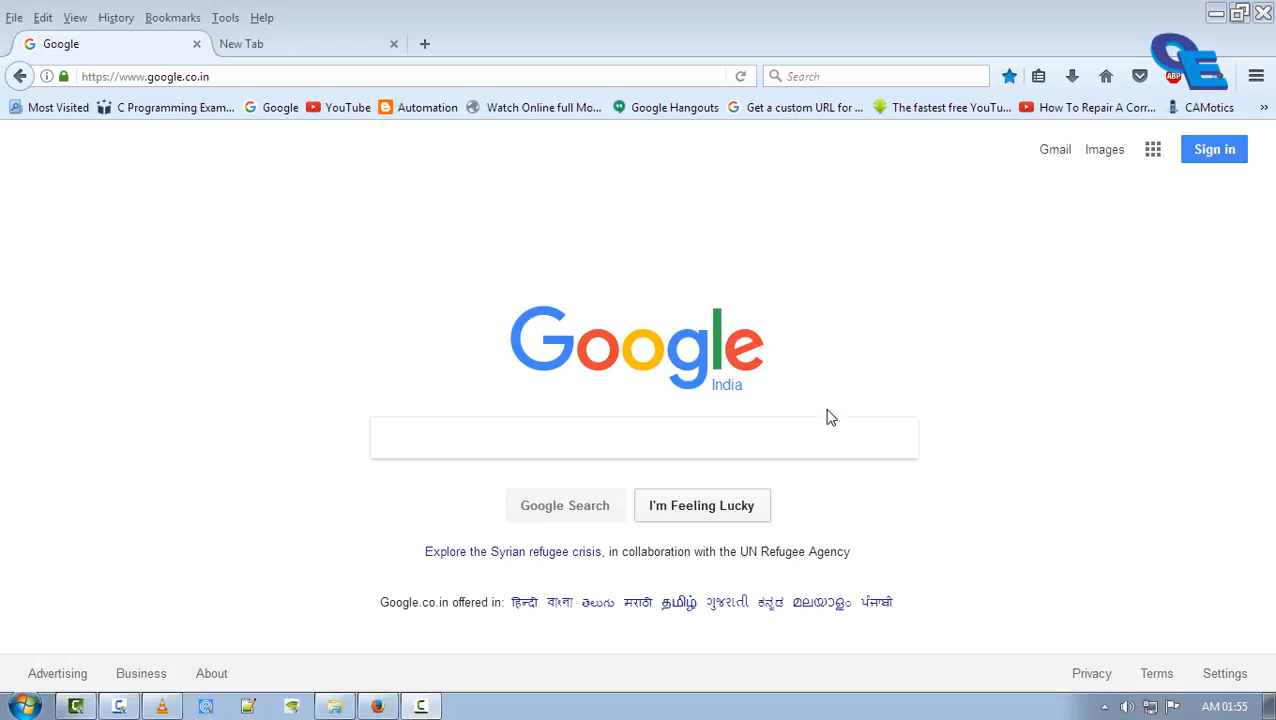 File Edit View History Bookmarks Tools Help
Google New Tab
https://www.google.co.in Search ABP
Most Visited C Programming Exam... Google YouTube Automation Watch Online full Mo... Google Hangouts Get a custom URL for ... The fastest free YouTu... How To Repair A Corr... CAMotics
Gmail Images Sign in
Google
India
Google Search I'm Feeling Lucky
Explore the Syrian refugee crisis, in collaboration with the UN Refugee Agency
Google.co.in offered in: हिन्दी বাংলা తెలుగు मराठी தமிழ் ગુજરાતી ಕನ್ನಡ മലയാളം ਪੰਜਾਬੀ
Advertising Business About Privacy Terms Settings
AM 01:55